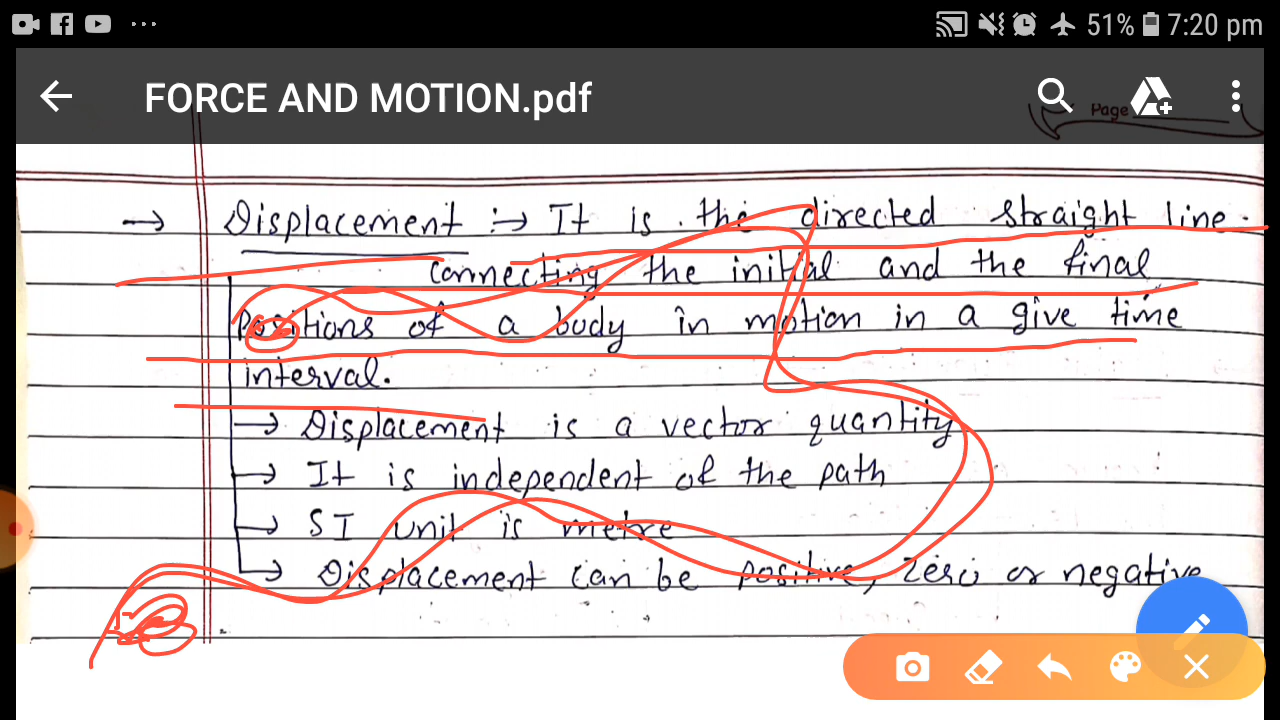 51% 7:20 pm
FORCE AND MOTION.pdf
Page
→ Displacement :→ It is the directed straight line.
connecting the initial and the final
Positions of a body in motion in a give time
interval.
→ Displacement is a vector quantity
→ It is independent of the path
→ SI unit is metre
→ Displacement can be positive, zero or negative